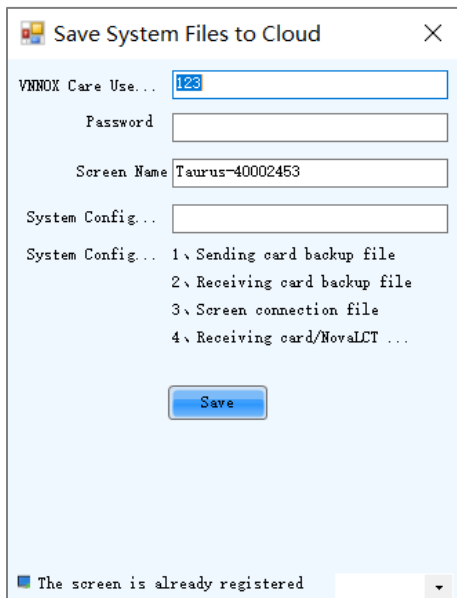 Save System Files to Cloud
VNNOX Care Use... 123
Password
Screen Name Taurus-40002453
System Config...
System Config... 1、Sending card backup file
2、Receiving card backup file
3、Screen connection file
4、Receiving card/NovaLCT ...
Save
The screen is already registered